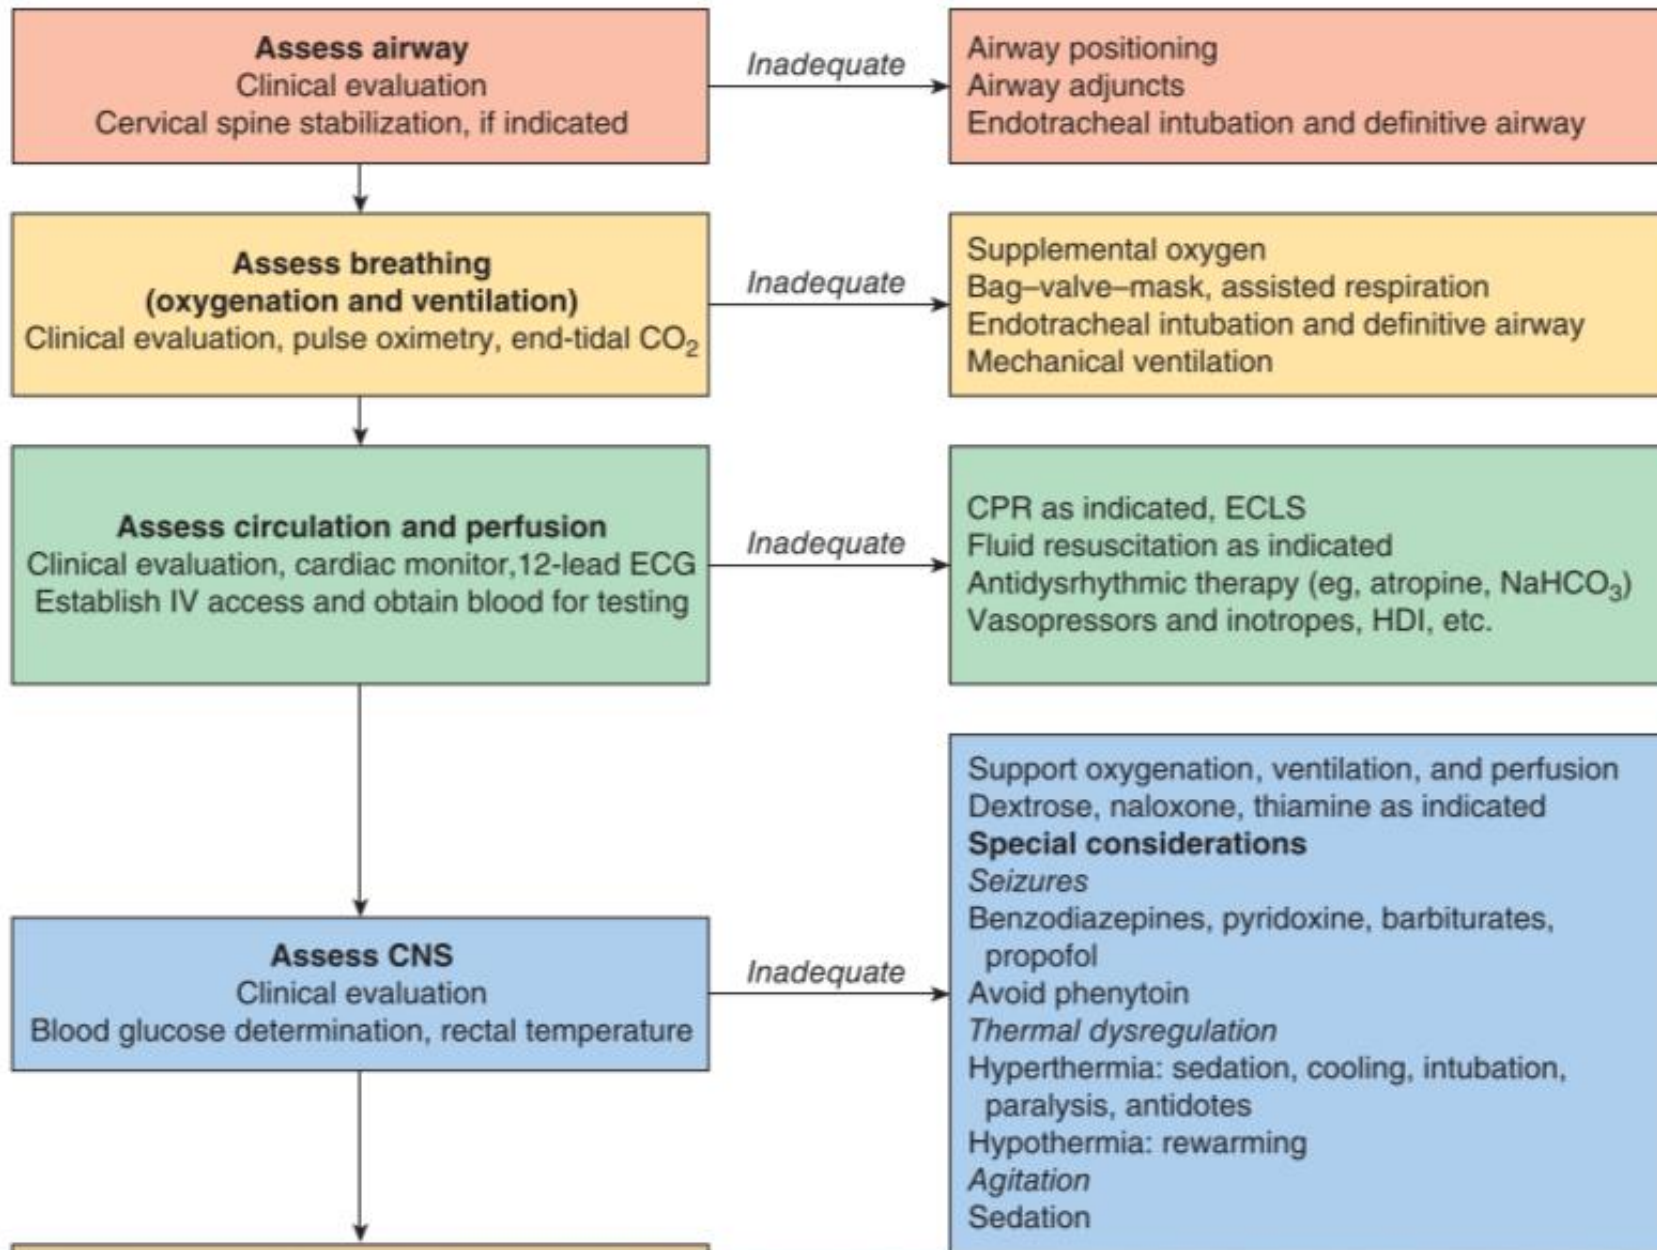 Assess airway
Clinical evaluation
Cervical spine stabilization, if indicated
Inadequate
Airway positioning
Airway adjuncts
Endotracheal intubation and definitive airway
Assess breathing
(oxygenation and ventilation)
Clinical evaluation, pulse oximetry, end-tidal CO₂
Inadequate
Supplemental oxygen
Bag–valve–mask, assisted respiration
Endotracheal intubation and definitive airway
Mechanical ventilation
Assess circulation and perfusion
Clinical evaluation, cardiac monitor,12-lead ECG
Establish IV access and obtain blood for testing
Inadequate
CPR as indicated, ECLS
Fluid resuscitation as indicated
Antidysrhythmic therapy (eg, atropine, NaHCO₃)
Vasopressors and inotropes, HDI, etc.
Assess CNS
Clinical evaluation
Blood glucose determination, rectal temperature
Inadequate
Support oxygenation, ventilation, and perfusion
Dextrose, naloxone, thiamine as indicated
Special considerations
Seizures
Benzodiazepines, pyridoxine, barbiturates,
propofol
Avoid phenytoin
Thermal dysregulation
Hyperthermia: sedation, cooling, intubation,
paralysis, antidotes
Hypothermia: rewarming
Agitation
Sedation